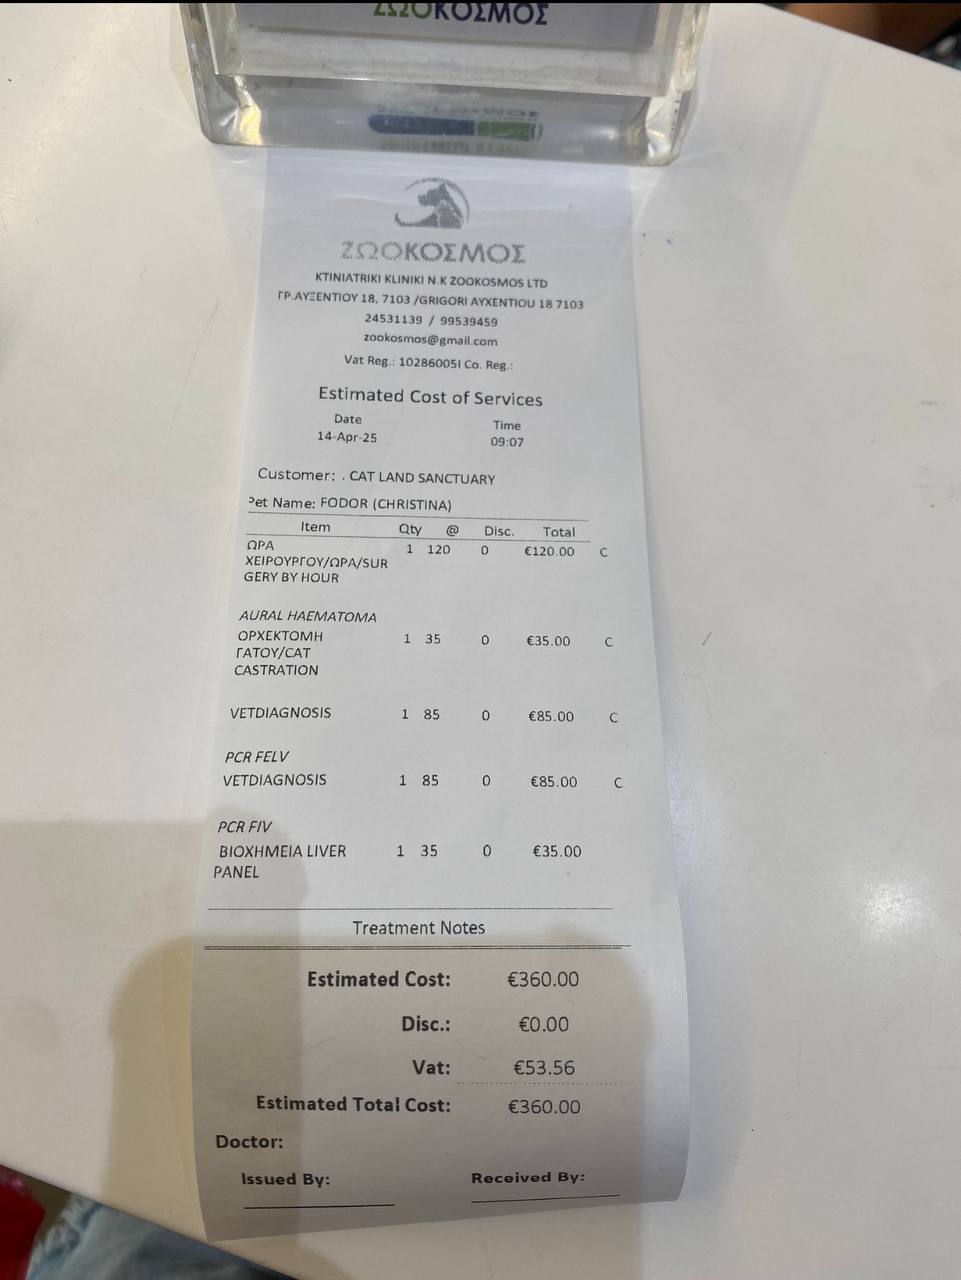 ΖΩΟΚΟΣΜΟΣ
ΖΩΟΚΟΣΜΟΣ
KTINIATRIKI KLINIKI N.K ZOOKOSMOS LTD
ΓΡ.ΑΥΞΕΝΤΙΟΥ 18, 7103 /GRIGORI AYXENTIOU 18 7103
24531139 / 99539459
zookosmos@gmail.com
Vat Reg.: 10286005I Co. Reg.:
Estimated Cost of Services
Date Time
14-Apr-25 09:07
Customer: . CAT LAND SANCTUARY
Pet Name: FODOR (CHRISTINA)
Item Qty @ Disc. Total
ΩΡΑ 1 120 0 €120.00 C
ΧΕΙΡΟΥΡΓΟΥ/ΩΡΑ/SUR
GERY BY HOUR
AURAL HAEMATOMA
ΟΡΧΕΚΤΟΜΗ 1 35 0 €35.00 C
ΓΑΤΟΥ/CAT
CASTRATION
VETDIAGNOSIS 1 85 0 €85.00 C
PCR FELV
VETDIAGNOSIS 1 85 0 €85.00 C
PCR FIV
ΒΙΟΧΗΜΕΙΑ LIVER 1 35 0 €35.00
PANEL
Treatment Notes
Estimated Cost: €360.00
Disc.: €0.00
Vat: €53.56
Estimated Total Cost: €360.00
Doctor:
Issued By: Received By: